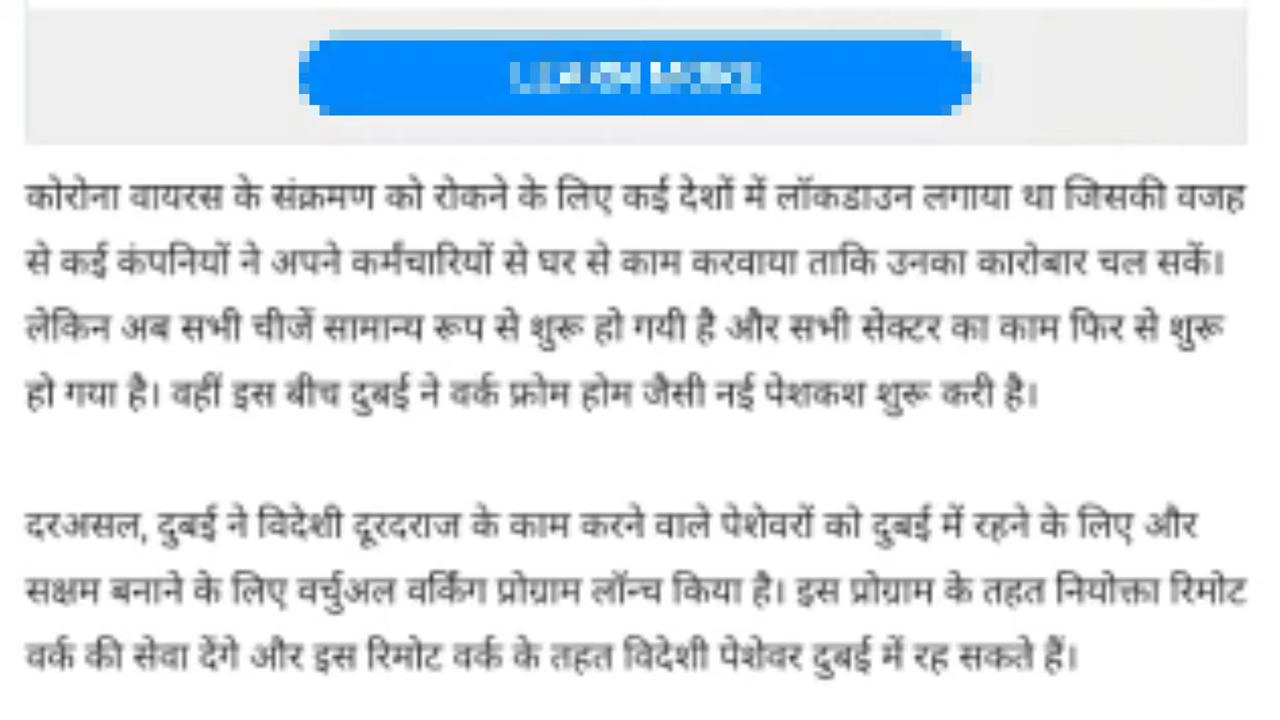 LEARN MORE
कोरोना वायरस के संक्रमण को रोकने के लिए कई देशों में लॉकडाउन लगाया था जिसकी वजह
से कई कंपनियों ने अपने कर्मचारियों से घर से काम करवाया ताकि उनका कारोबार चल सकें।
लेकिन अब सभी चीजें सामान्य रूप से शुरू हो गयी है और सभी सेक्टर का काम फिर से शुरू
हो गया है। वहीं इस बीच दुबई ने वर्क फ्रोम होम जैसी नई पेशकश शुरू करी है।
दरअसल, दुबई ने विदेशी दूरदराज के काम करने वाले पेशेवरों को दुबई में रहने के लिए और
सक्षम बनाने के लिए वर्चुअल वर्किंग प्रोग्राम लॉन्च किया है। इस प्रोग्राम के तहत नियोक्ता रिमोट
वर्क की सेवा देंगे और इस रिमोट वर्क के तहत विदेशी पेशेवर दुबई में रह सकते हैं।